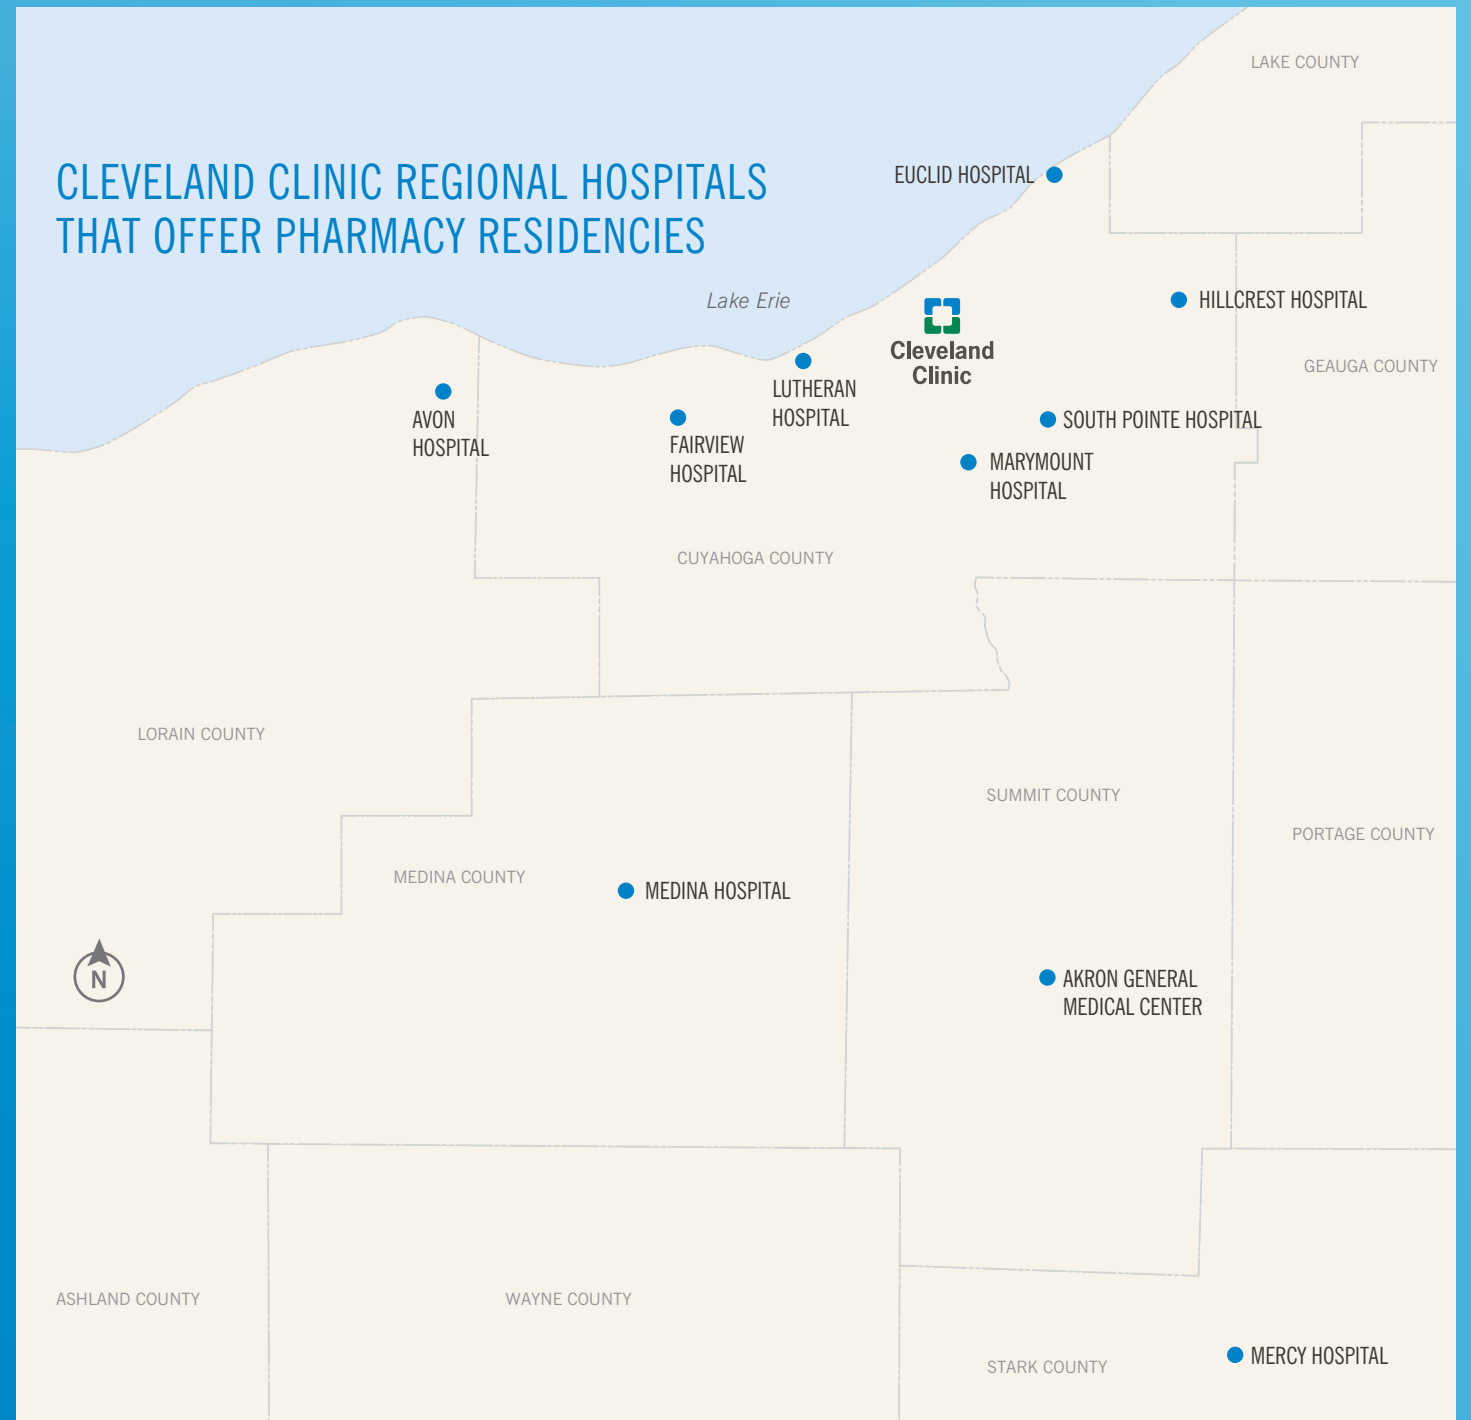 LAKE COUNTY
CLEVELAND CLINIC REGIONAL HOSPITALS
THAT OFFER PHARMACY RESIDENCIES
EUCLID HOSPITAL
Lake Erie
HILLCREST HOSPITAL
Cleveland
Clinic
GEAUGA COUNTY
LUTHERAN
HOSPITAL
AVON
HOSPITAL
FAIRVIEW
HOSPITAL
SOUTH POINTE HOSPITAL
MARYMOUNT
HOSPITAL
CUYAHOGA COUNTY
LORAIN COUNTY
SUMMIT COUNTY
PORTAGE COUNTY
MEDINA COUNTY
MEDINA HOSPITAL
N
AKRON GENERAL
MEDICAL CENTER
ASHLAND COUNTY
WAYNE COUNTY
STARK COUNTY
MERCY HOSPITAL